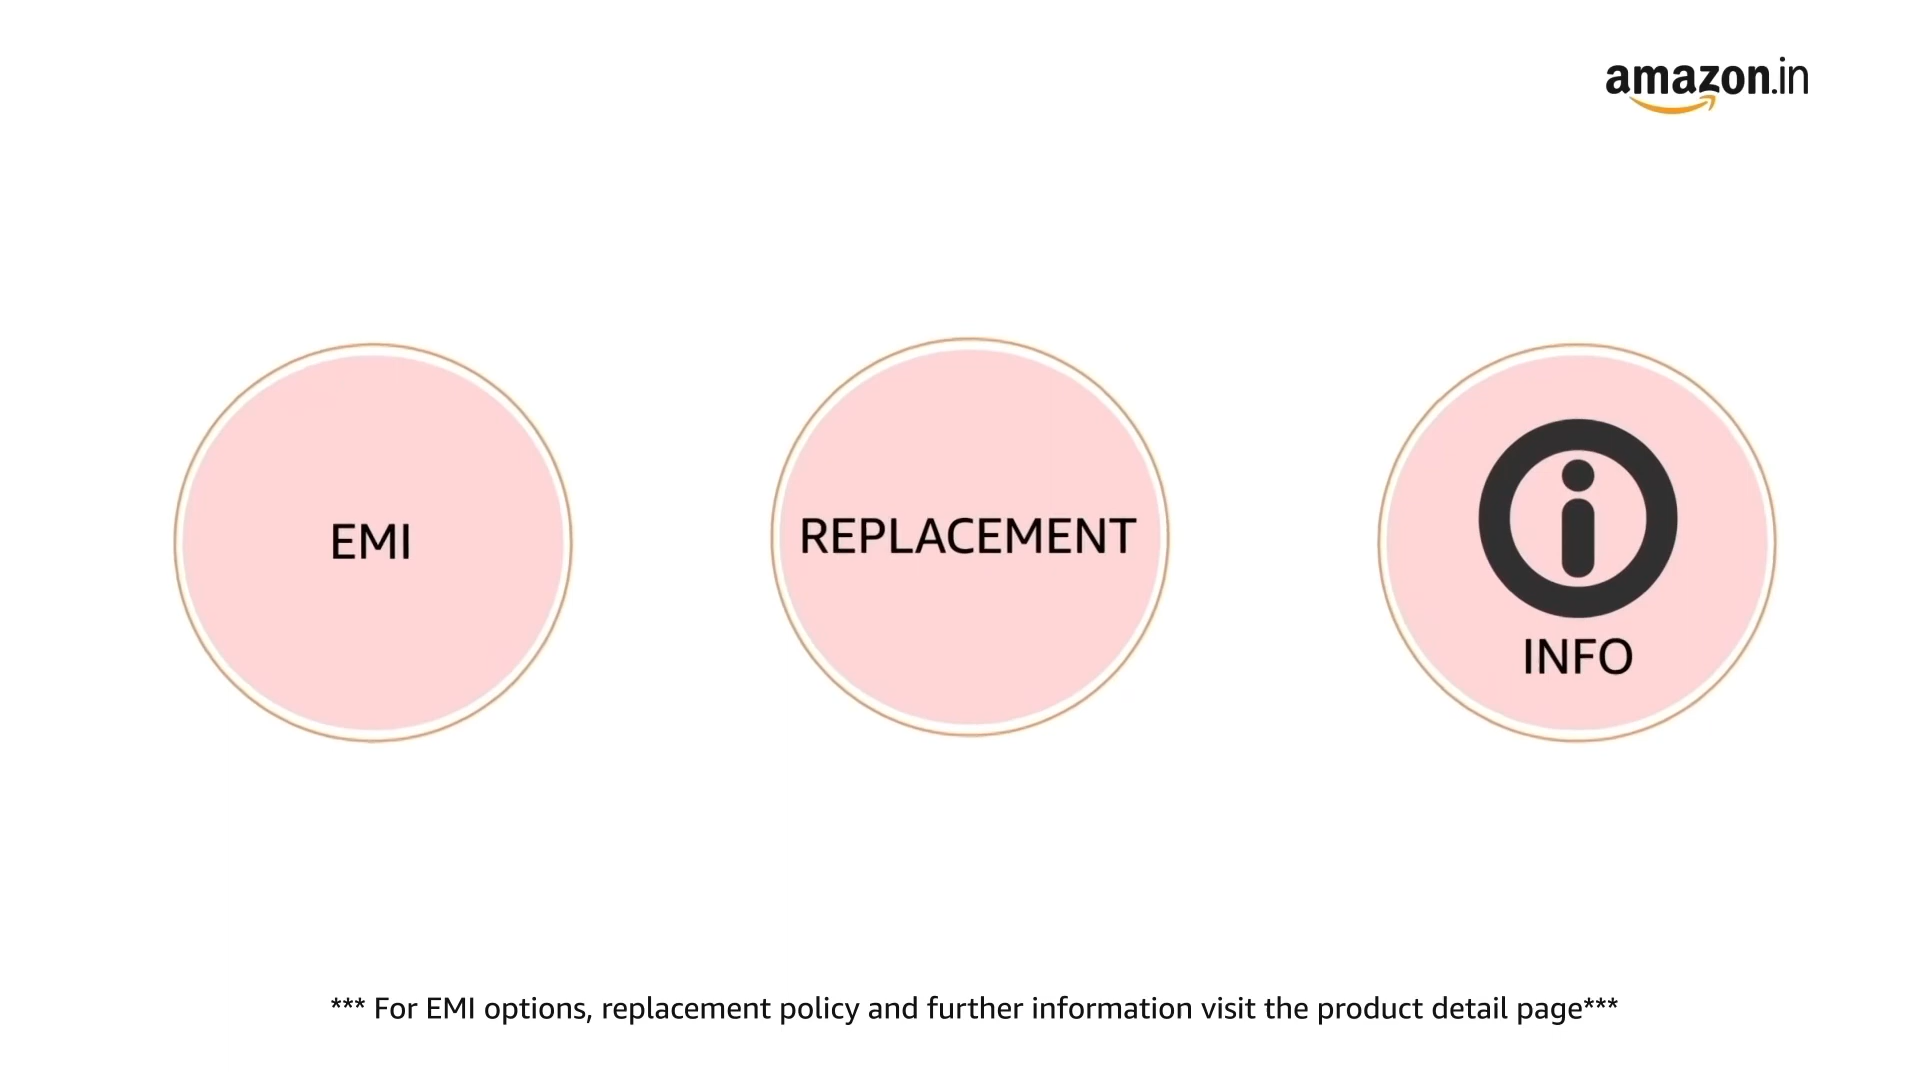 amazon.in
EMI
REPLACEMENT
INFO
*** For EMI options, replacement policy and further information visit the product detail page***